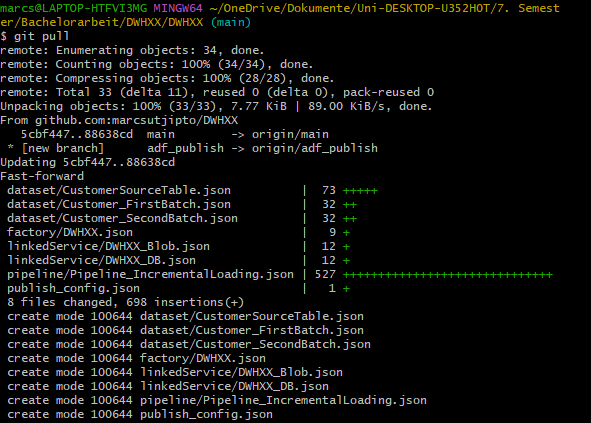 marcs@LAPTOP-HTFVI3MG MINGW64 ~/OneDrive/Dokumente/Uni-DESKTOP-U352HOT/7. Semest
er/Bachelorarbeit/DWHXX/DWHXX (main)
$ git pull
remote: Enumerating objects: 34, done.
remote: Counting objects: 100% (34/34), done.
remote: Compressing objects: 100% (28/28), done.
remote: Total 33 (delta 11), reused 0 (delta 0), pack-reused 0
Unpacking objects: 100% (33/33), 7.77 KiB | 89.00 KiB/s, done.
From github.com:marcsutjipto/DWHXX
   5cbf447..88638cd  main        -> origin/main
 * [new branch]      adf_publish -> origin/adf_publish
Updating 5cbf447..88638cd
Fast-forward
 dataset/CustomerSourceTable.json          |  73 +++++
 dataset/Customer_FirstBatch.json          |  32 ++
 dataset/Customer_SecondBatch.json         |  32 ++
 factory/DWHXX.json                        |   9 +
 linkedService/DWHXX_Blob.json             |  12 +
 linkedService/DWHXX_DB.json               |  12 +
 pipeline/Pipeline_IncrementalLoading.json | 527 ++++++++++++++++++++++++++++++
 publish_config.json                       |   1 +
 8 files changed, 698 insertions(+)
 create mode 100644 dataset/CustomerSourceTable.json
 create mode 100644 dataset/Customer_FirstBatch.json
 create mode 100644 dataset/Customer_SecondBatch.json
 create mode 100644 factory/DWHXX.json
 create mode 100644 linkedService/DWHXX_Blob.json
 create mode 100644 linkedService/DWHXX_DB.json
 create mode 100644 pipeline/Pipeline_IncrementalLoading.json
 create mode 100644 publish_config.json